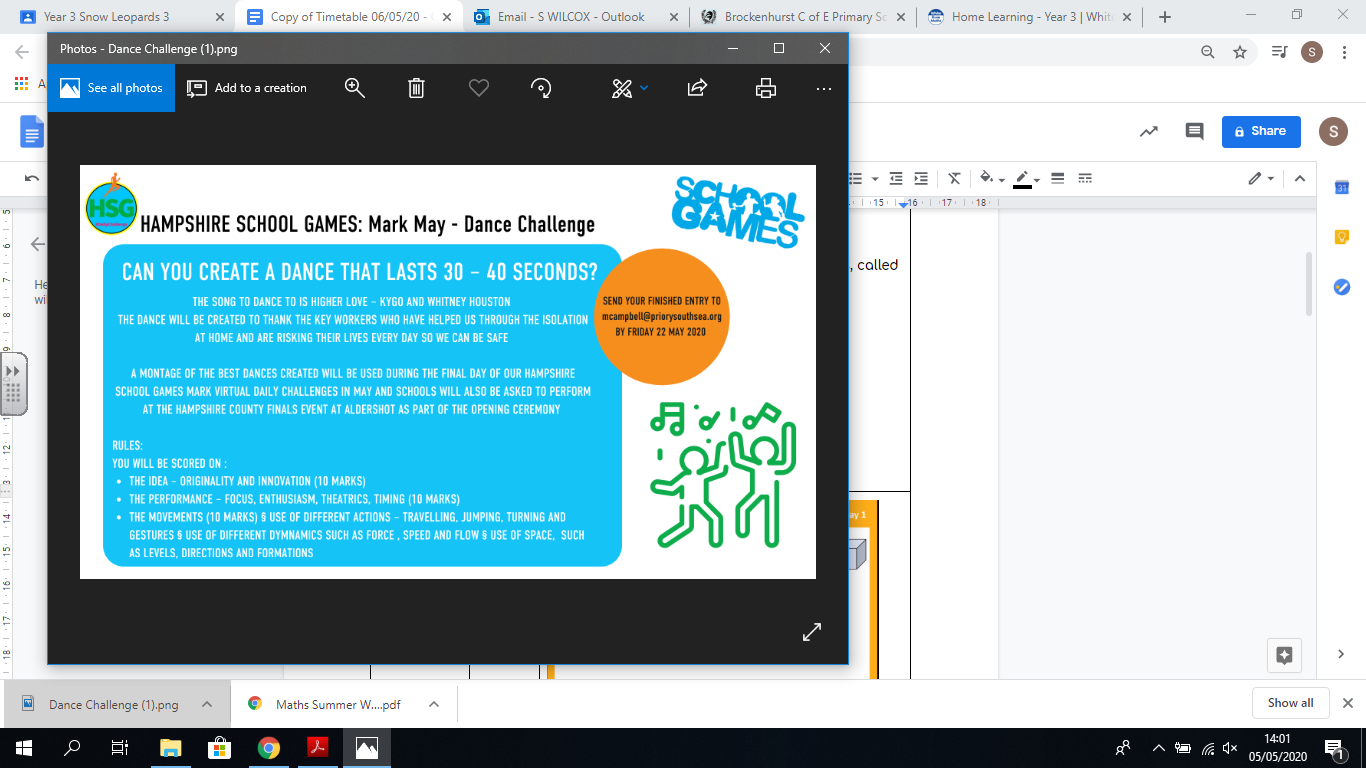 Year 3 Snow Leopards 3
Copy of Timetable 06/05/20 -
Email - S WILCOX - Outlook
Brockenhurst C of E Primary Sc
Home Learning - Year 3 | Whit
Photos - Dance Challenge (1).png
S
See all photos
Add to a creation
Share
S
HSG
HAMPSHIRE SCHOOL GAMES: Mark May - Dance Challenge
SCHOOL
GAMES
15 16 17 18
, called
CAN YOU CREATE A DANCE THAT LASTS 30 – 40 SECONDS?
THE SONG TO DANCE TO IS HIGHER LOVE – KYGO AND WHITNEY HOUSTON
THE DANCE WILL BE CREATED TO THANK THE KEY WORKERS WHO HAVE HELPED US THROUGH THE ISOLATION
AT HOME AND ARE RISKING THEIR LIVES EVERY DAY SO WE CAN BE SAFE
SEND YOUR FINISHED ENTRY TO
mcampbell@priorysouthsea.org
BY FRIDAY 22 MAY 2020
A MONTAGE OF THE BEST DANCES CREATED WILL BE USED DURING THE FINAL DAY OF OUR HAMPSHIRE
SCHOOL GAMES MARK VIRTUAL DAILY CHALLENGES IN MAY AND SCHOOLS WILL ALSO BE ASKED TO PERFORM
AT THE HAMPSHIRE COUNTY FINALS EVENT AT ALDERSHOT AS PART OF THE OPENING CEREMONY
RULES:
YOU WILL BE SCORED ON :
• THE IDEA – ORIGINALITY AND INNOVATION (10 MARKS)
• THE PERFORMANCE – FOCUS, ENTHUSIASM, THEATRICS, TIMING (10 MARKS)
• THE MOVEMENTS (10 MARKS) § USE OF DIFFERENT ACTIONS – TRAVELLING, JUMPING, TURNING AND
GESTURES § USE OF DIFFERENT DYMNAMICS SUCH AS FORCE , SPEED AND FLOW § USE OF SPACE, SUCH
AS LEVELS, DIRECTIONS AND FORMATIONS
ay 1
Dance Challenge (1).png
Maths Summer W....pdf
Show all
14:01
05/05/2020
1